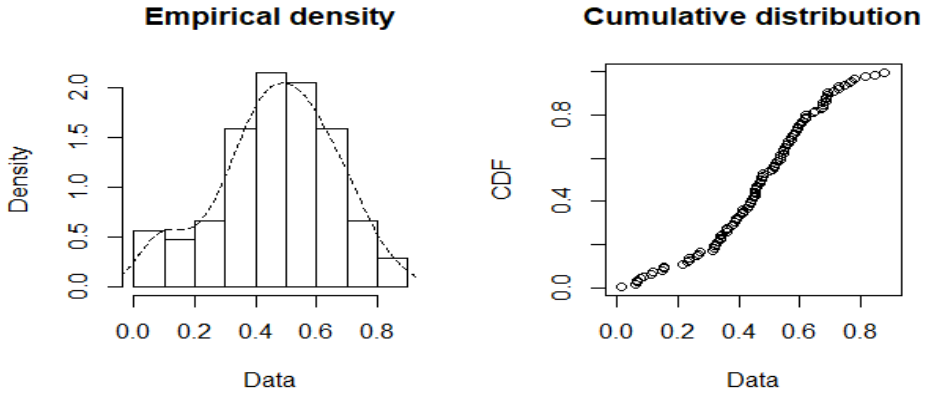 Empirical density
Density
0.0 0.5 1.0 1.5 2.0
0.0 0.2 0.4 0.6 0.8
Data
Cumulative distribution
CDF
0.0 0.4 0.8
0.0 0.2 0.4 0.6 0.8
Data